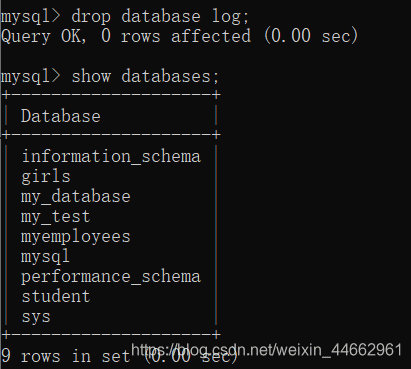 mysql> drop database log;
Query OK, 0 rows affected (0.00 sec)
mysql> show databases;
+--------------------+
| Database           |
+--------------------+
| information_schema |
| girls              |
| my_database        |
| my_test            |
| myemployees        |
| mysql              |
| performance_schema |
| student            |
| sys                |
+--------------------+
9 rows in set (0.00 sec)
https://blog.csdn.net/weixin_44662961